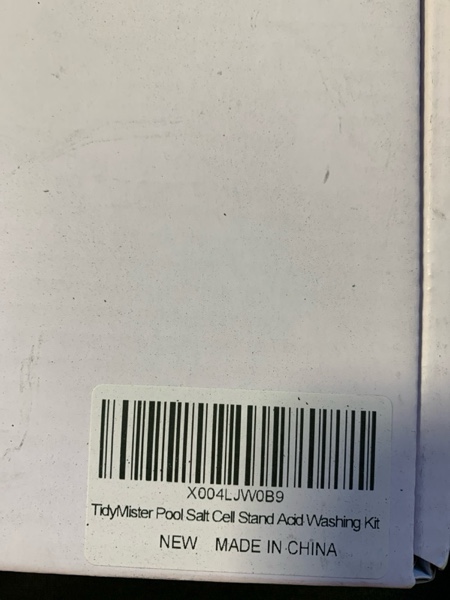 X004LJW0B9
TidyMister Pool Salt Cell Stand Acid Washing Kit
NEW MADE IN CHINA